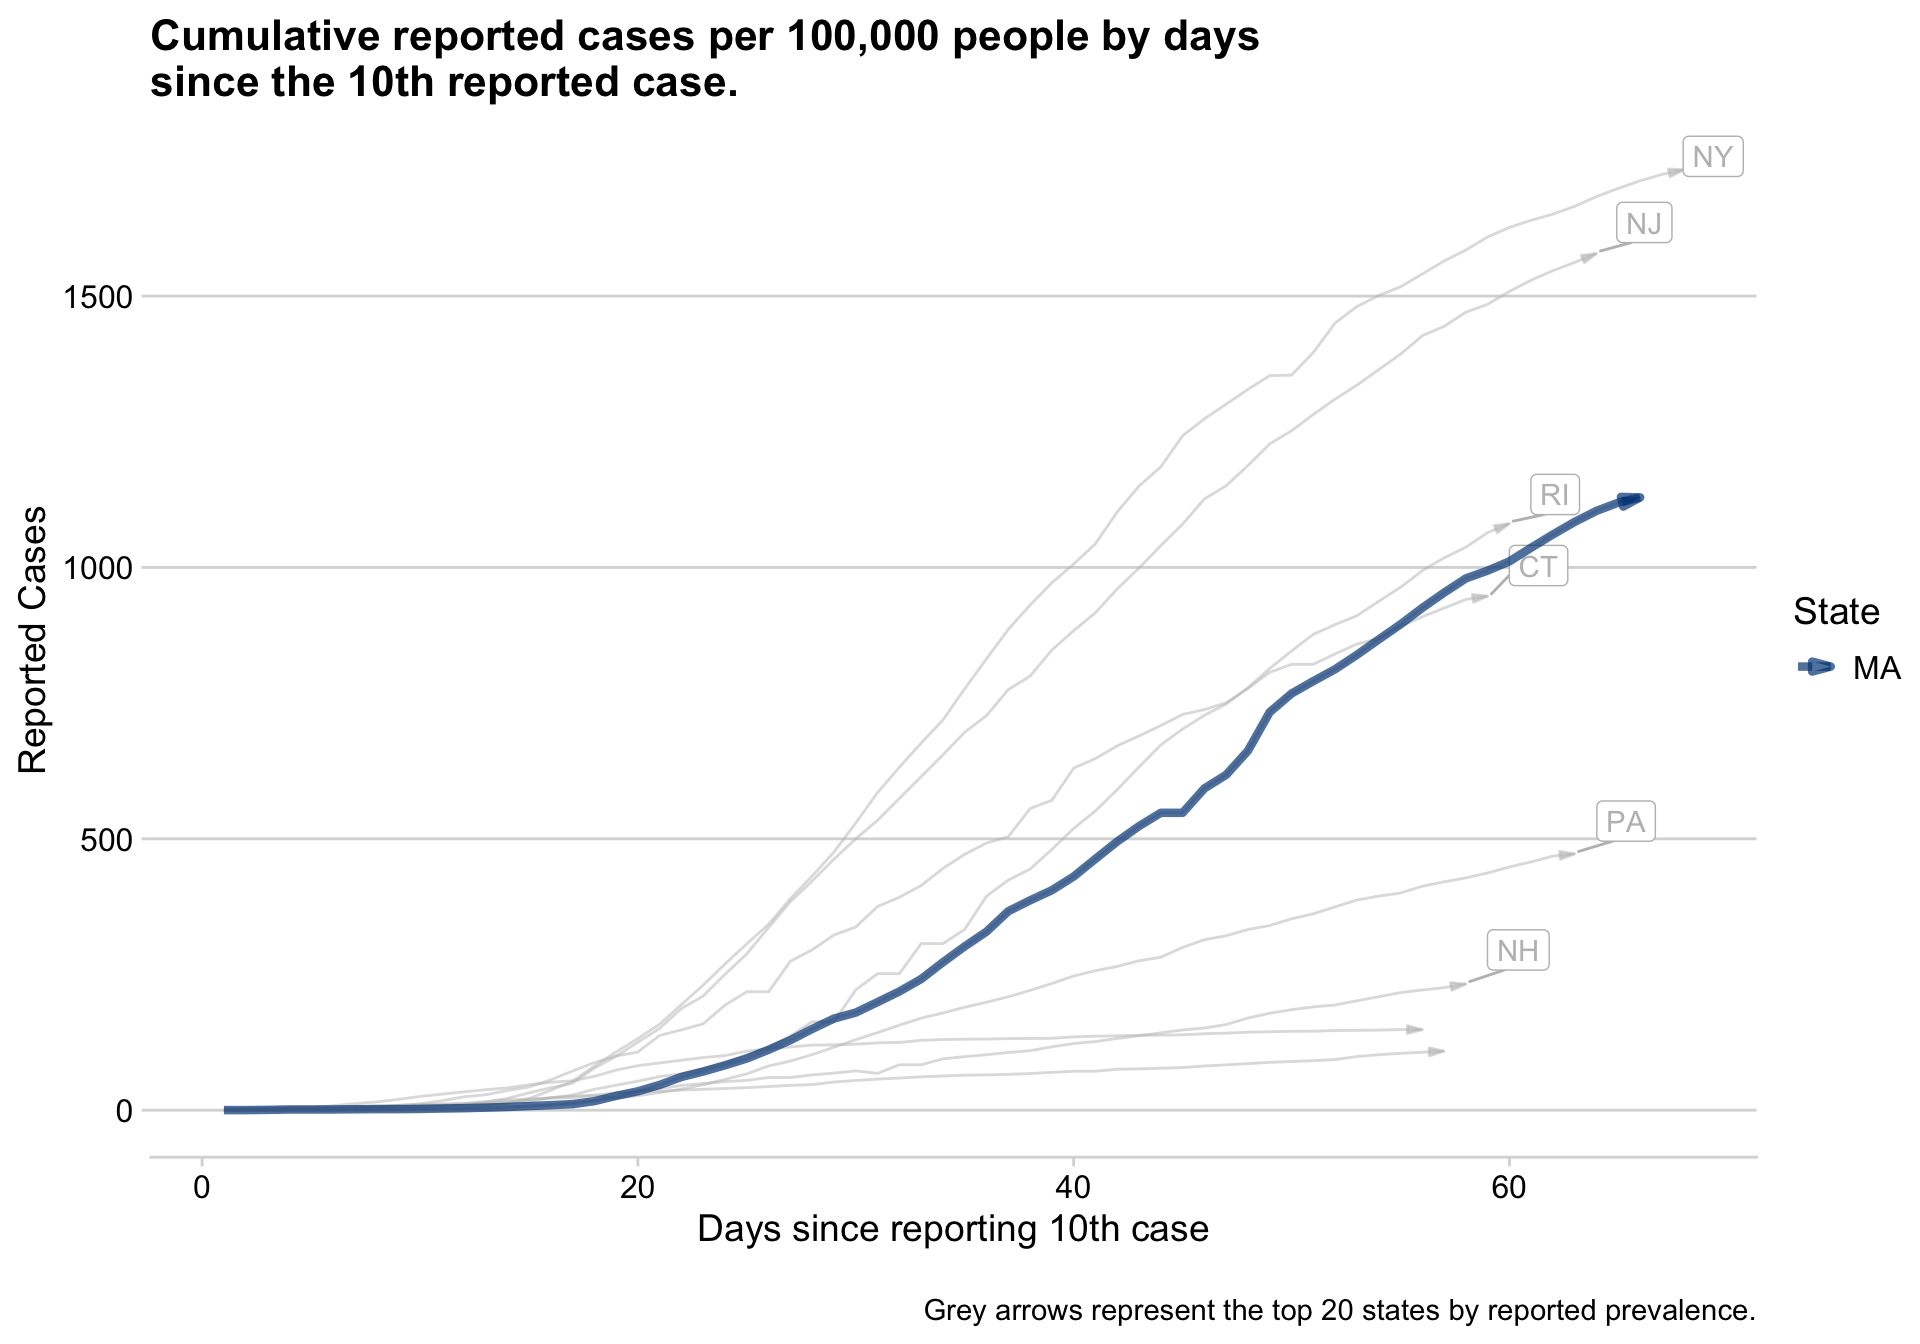 Cumulative reported cases per 100,000 people by days
since the 10th reported case.
NY
NJ
1500
RI
CT
1000
PA
500
NH
0
Reported Cases
State
MA
0 20 40 60
Days since reporting 10th case
Grey arrows represent the top 20 states by reported prevalence.